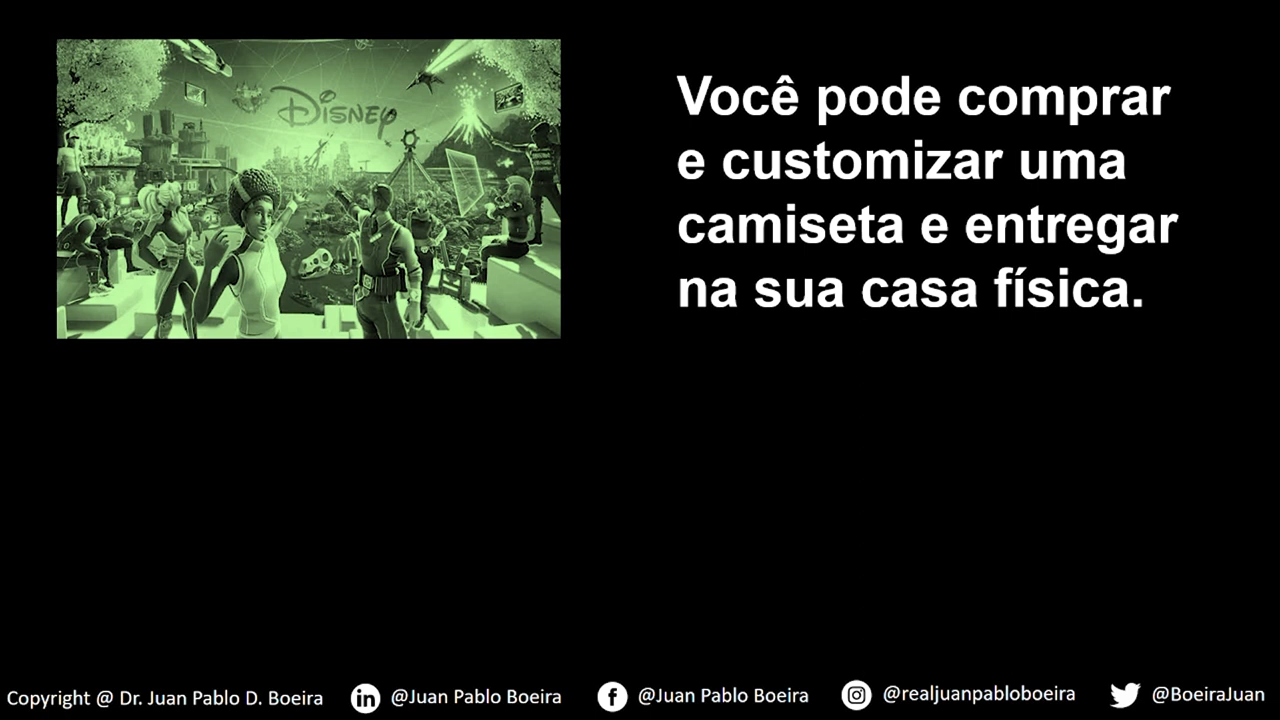 Disney
Você pode comprar
e customizar uma
camiseta e entregar
na sua casa física.
Copyright @ Dr. Juan Pablo D. Boeira
in @Juan Pablo Boeira
f @Juan Pablo Boeira
@realjuanpabloboeira
@BoeiraJuan